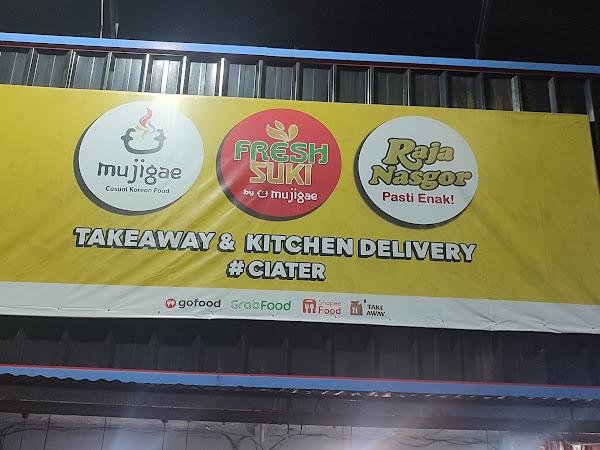 mujigae
Casual Korean Food
FRESH
SUKI
by mujigae
Raja
Nasgor
Pasti Enak!
TAKEAWAY & KITCHEN DELIVERY
#CIATER
gofood
GrabFood
Shopee
Food
TAKE
AWAY